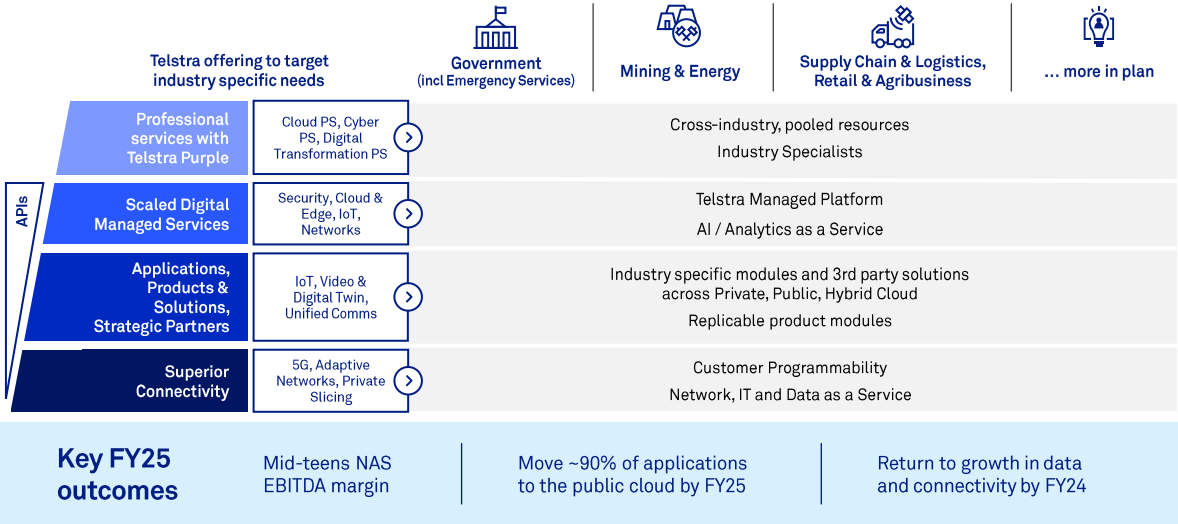 Telstra offering to target
industry specific needs
Government
(incl Emergency Services)
Mining & Energy
Supply Chain & Logistics,
Retail & Agribusiness
... more in plan
Professional
services with
Telstra Purple
Cloud PS, Cyber
PS, Digital
Transformation PS
Cross-industry, pooled resources
Industry Specialists
APIs
Scaled Digital
Managed Services
Security, Cloud &
Edge, IoT,
Networks
Telstra Managed Platform
AI / Analytics as a Service
Applications,
Products &
Solutions,
Strategic Partners
IoT, Video &
Digital Twin,
Unified Comms
Industry specific modules and 3rd party solutions
across Private, Public, Hybrid Cloud
Replicable product modules
Superior
Connectivity
5G, Adaptive
Networks, Private
Slicing
Customer Programmability
Network, IT and Data as a Service
Key FY25
outcomes
Mid-teens NAS
EBITDA margin
Move ~90% of applications
to the public cloud by FY25
Return to growth in data
and connectivity by FY24